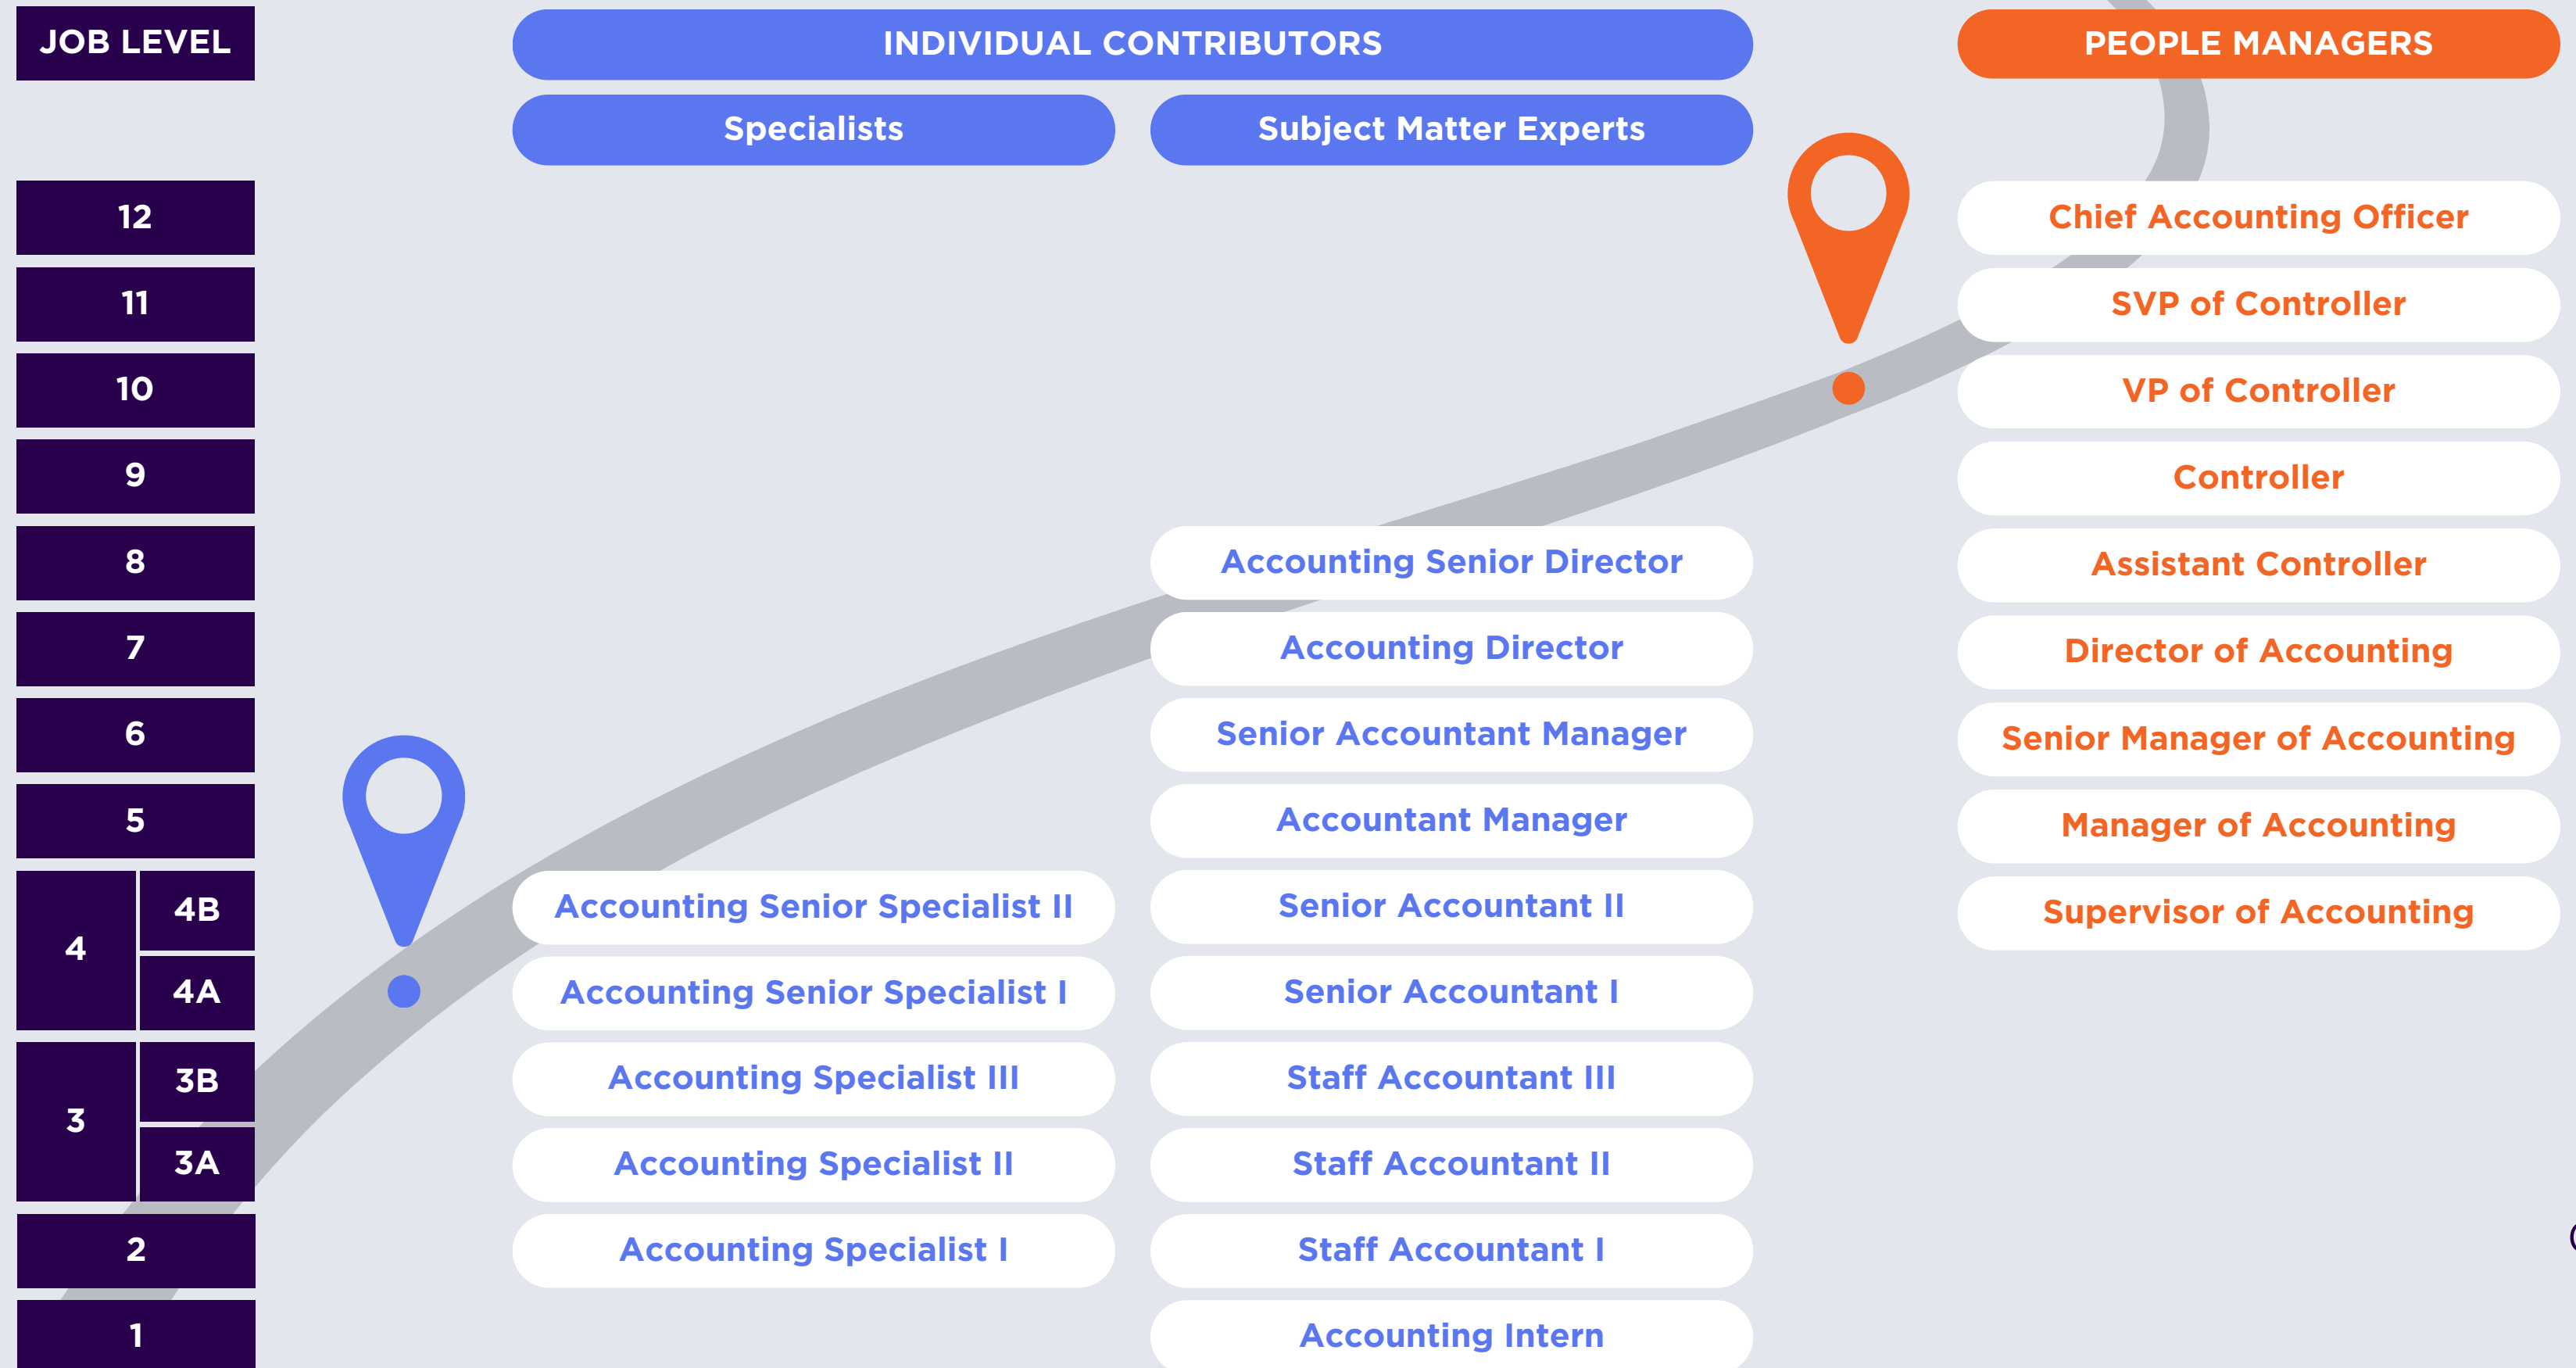 JOB LEVEL
INDIVIDUAL CONTRIBUTORS
PEOPLE MANAGERS
Specialists
Subject Matter Experts
12
Chief Accounting Officer
11
SVP of Controller
10
VP of Controller
9
Controller
8
Accounting Senior Director
Assistant Controller
7
Accounting Director
Director of Accounting
6
Senior Accountant Manager
Senior Manager of Accounting
5
Accountant Manager
Manager of Accounting
4
4B
Accounting Senior Specialist II
Senior Accountant II
Supervisor of Accounting
4A
Accounting Senior Specialist I
Senior Accountant I
3
3B
Accounting Specialist III
Staff Accountant III
3A
Accounting Specialist II
Staff Accountant II
2
Accounting Specialist I
Staff Accountant I
1
Accounting Intern